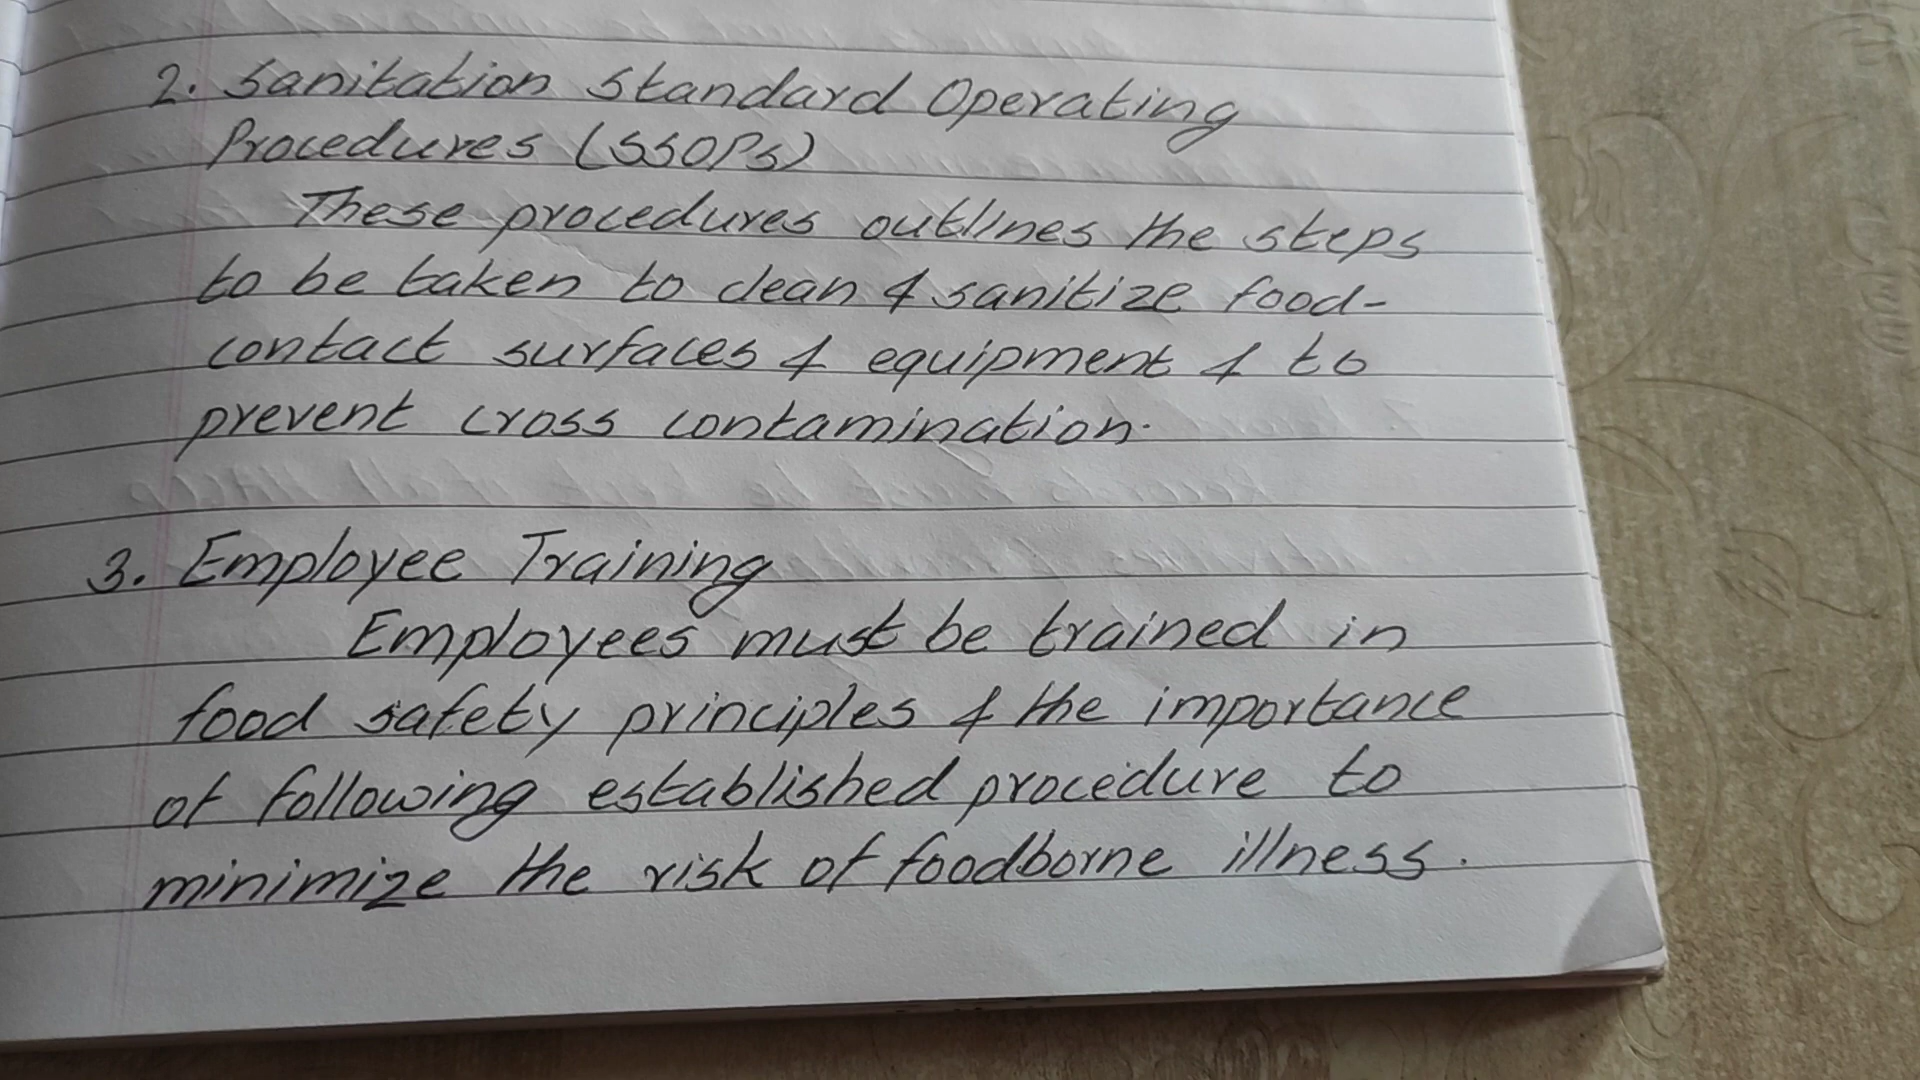 2. Sanitation Standard Operating
Procedures (SSOPs)
These procedures outlines the steps
to be taken to clean & sanitize food-
contact surfaces & equipment & to
prevent cross contamination.
3. Employee Training
Employees must be trained in
food safety principles & the importance
of following established procedure to
minimize the risk of foodborne illness.